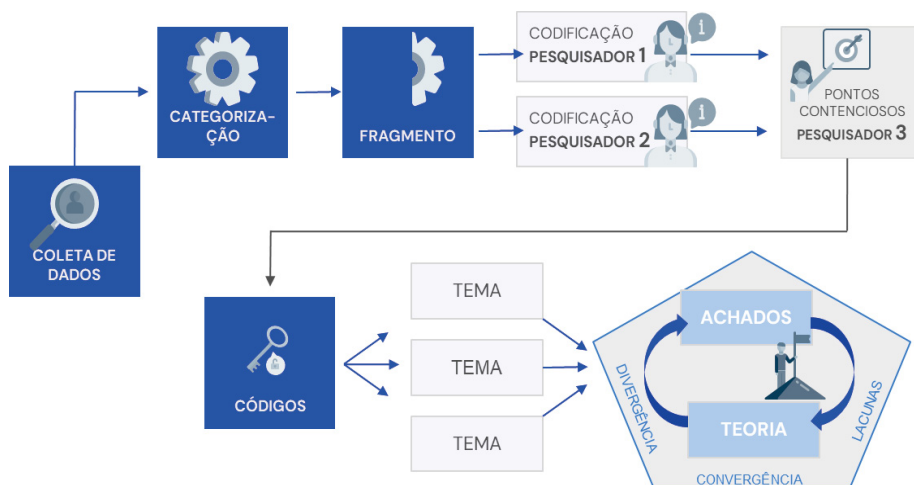 COLETA DE
DADOS
CATEGORIZA-
ÇÃO
FRAGMENTO
CODIFICAÇÃO
PESQUISADOR 1
i
CODIFICAÇÃO
PESQUISADOR 2
i
PONTOS
CONTENCIOSOS
PESQUISADOR 3
CÓDIGOS
TEMA
TEMA
TEMA
ACHADOS
TEORIA
DIVERGÊNCIA
LACUNAS
CONVERGÊNCIA